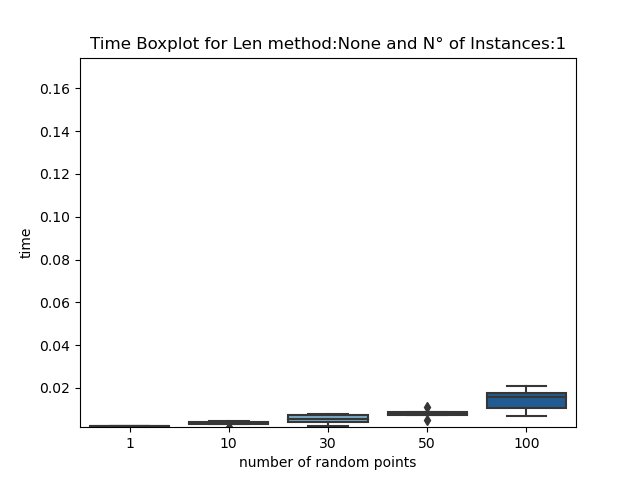 Time Boxplot for Len method:None and N° of Instances:1
0.16
0.14
0.12
0.10
0.08
0.06
0.04
0.02
time
1 10 30 50 100
number of random points